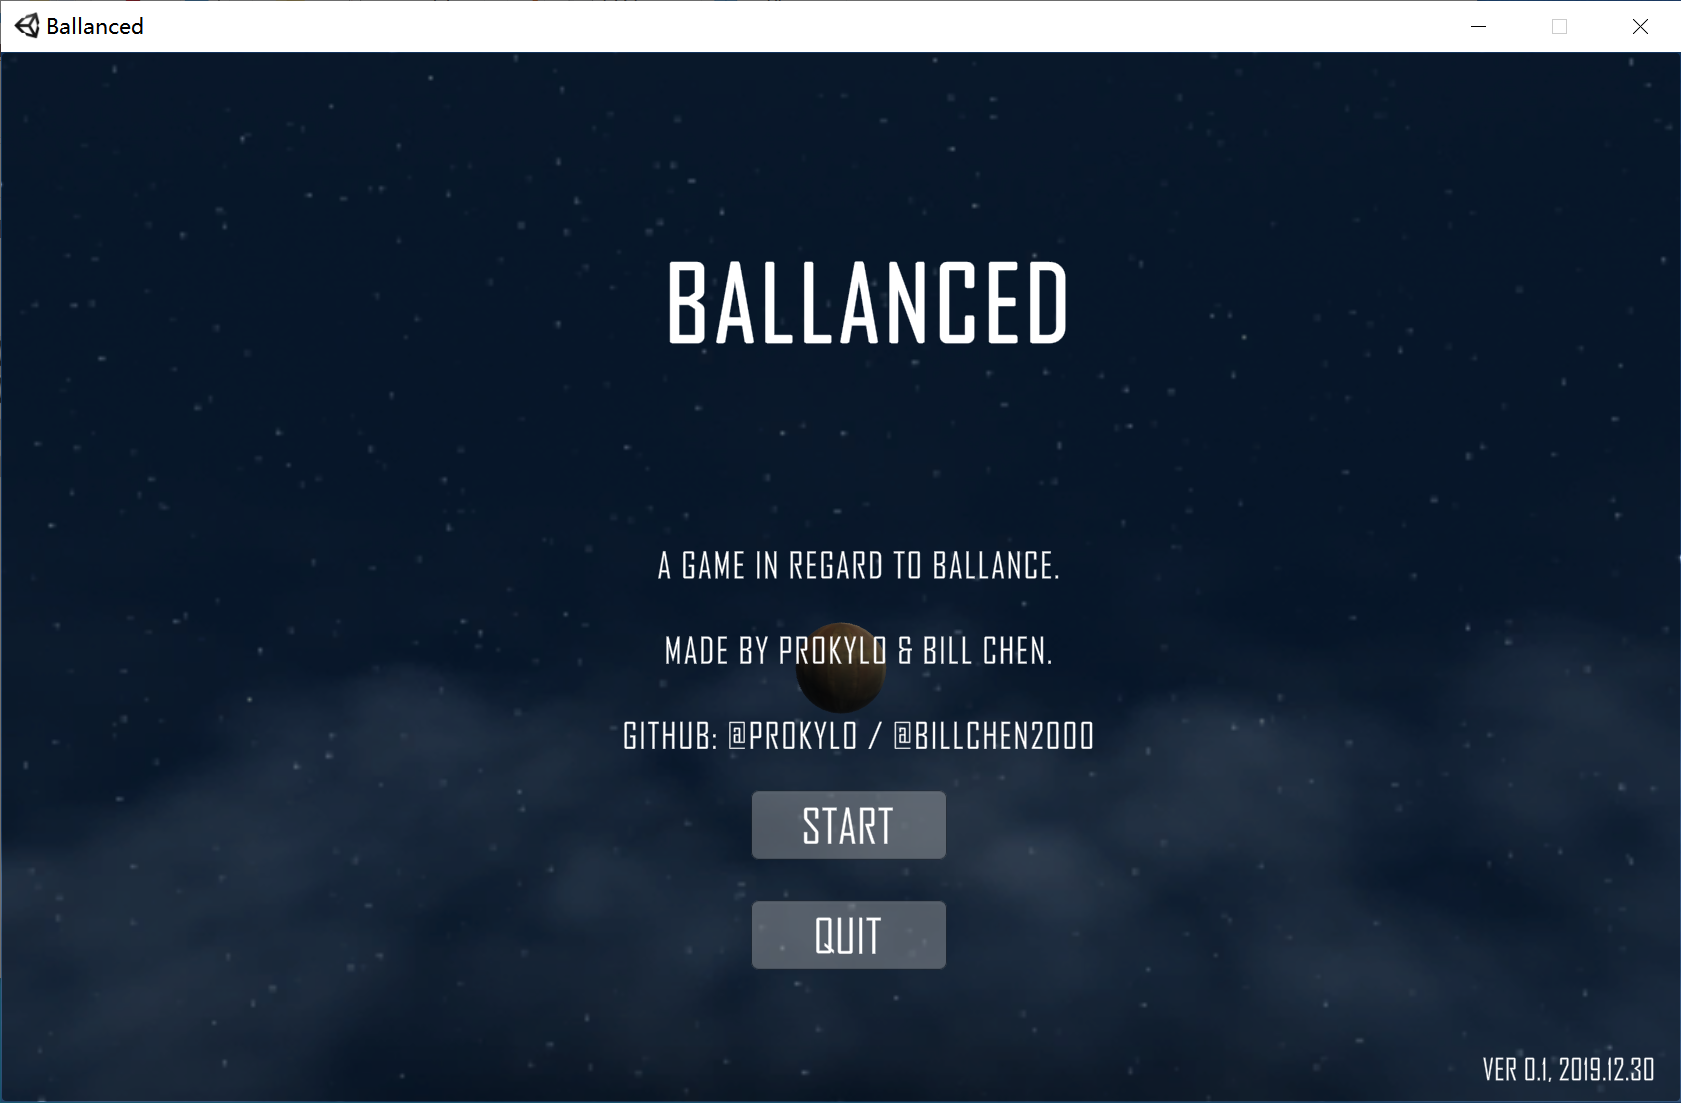 Ballanced
BALLANCED
A GAME IN REGARD TO BALLANCE.
MADE BY PROKYLO & BILL CHEN.
GITHUB: @PROKYLO / @BILLCHEN2000
START
QUIT
VER 0.1, 2019.12.30